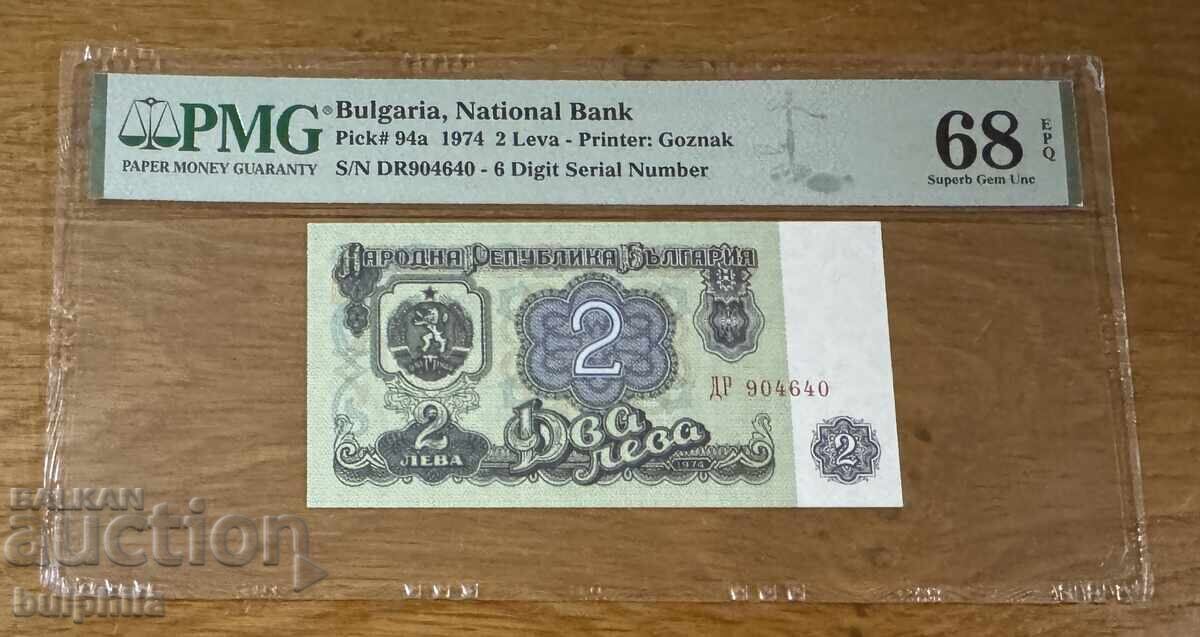 PMG®
PAPER MONEY GUARANTY
Bulgaria, National Bank
Pick# 94a 1974 2 Leva - Printer: Goznak
S/N DR904640 - 6 Digit Serial Number
68
EPQ
Superb Gem Unc
НАРОДНА РЕПУБЛИКА БЪЛГАРИЯ
2
ДР 904640
2
ЛЕВА
Два
лева
1974
2
BALKAN
auction
bulphila